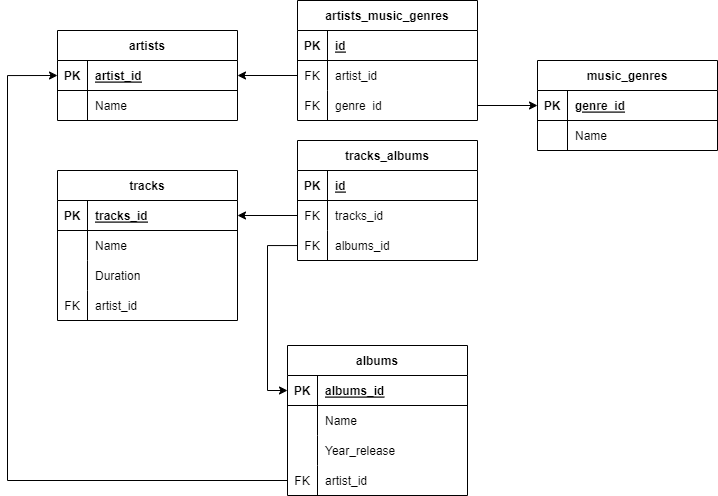 artists_music_genres
PK id
FK artist_id
FK genre_id
artists
PK artist_id
Name
music_genres
PK genre_id
Name
tracks_albums
PK id
FK tracks_id
FK albums_id
tracks
PK tracks_id
Name
Duration
FK artist_id
albums
PK albums_id
Name
Year_release
FK artist_id